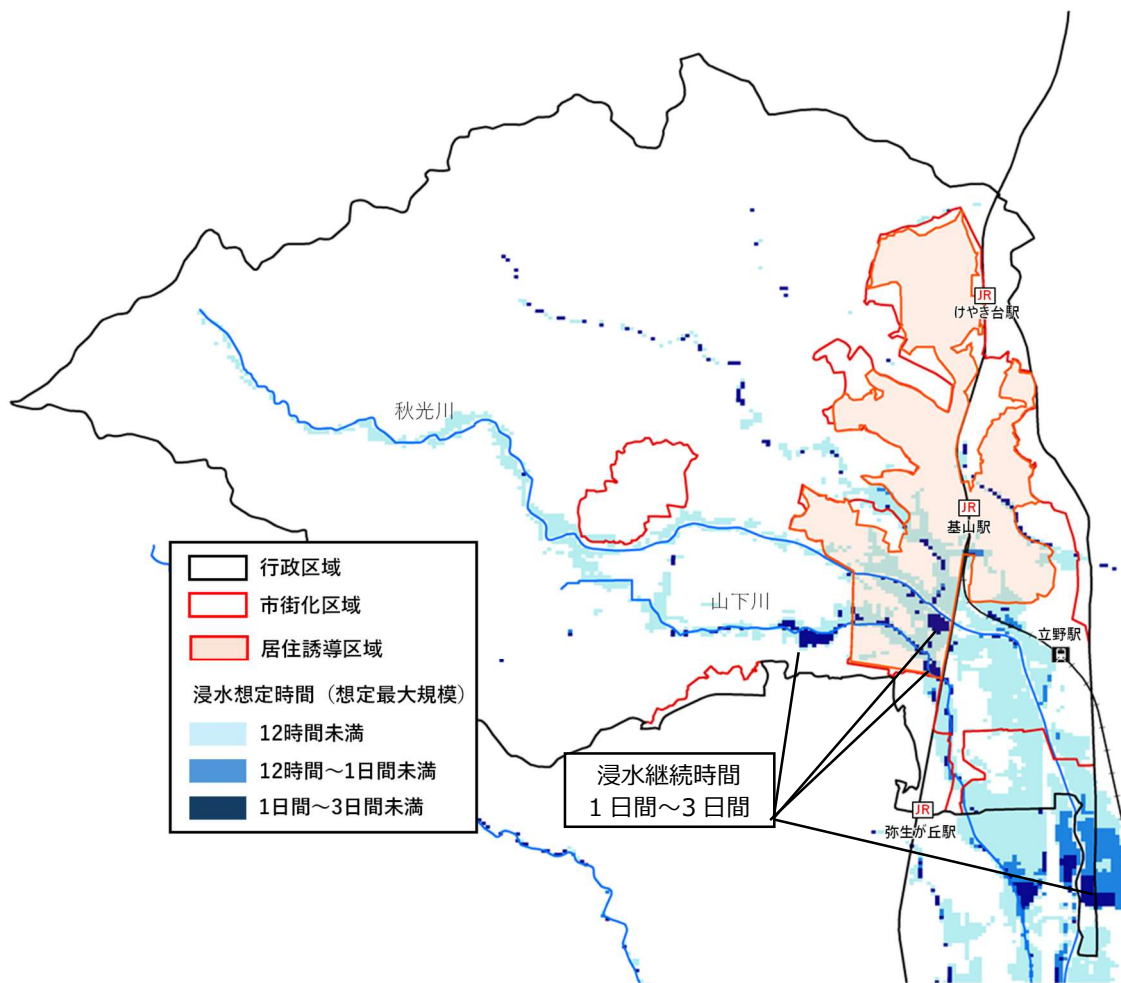 JR
けやき台駅
秋光川
JR
基山駅
山下川
立野駅
行政区域
市街化区域
居住誘導区域
浸水想定時間（想定最大規模）
12時間未満
12時間～1日間未満
1日間～3日間未満
浸水継続時間
１日間～３日間
JR
弥生が丘駅